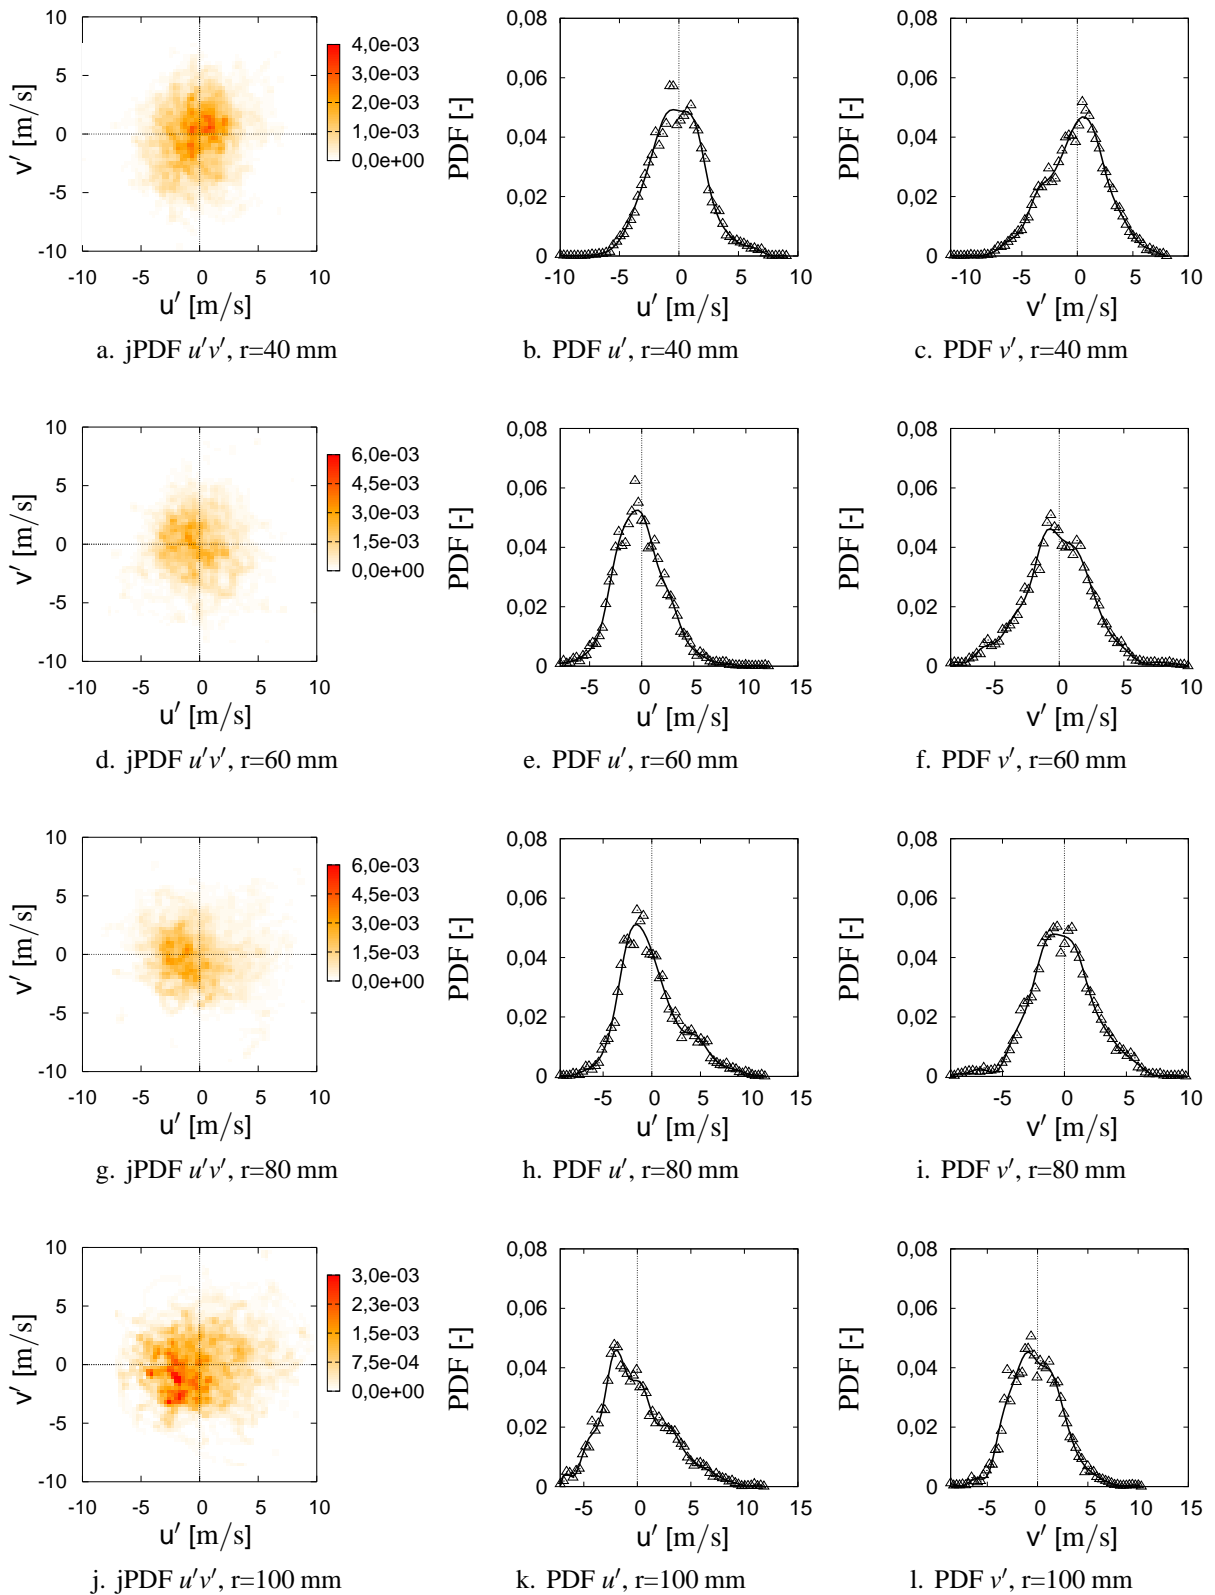 10
5
0
-5
-10
v′ [m/s]
-10 -5 0 5 10
u′ [m/s]
4,0e-03
3,0e-03
2,0e-03
1,0e-03
0,0e+00
a. jPDF u′v′, r=40 mm
0,08
0,06
0,04
0,02
0
PDF [-]
-10 -5 0 5 10
u′ [m/s]
b. PDF u′, r=40 mm
0,08
0,06
0,04
0,02
0
PDF [-]
-10 -5 0 5 10
v′ [m/s]
c. PDF v′, r=40 mm
10
5
0
-5
-10
v′ [m/s]
-10 -5 0 5 10
u′ [m/s]
6,0e-03
4,5e-03
3,0e-03
1,5e-03
0,0e+00
d. jPDF u′v′, r=60 mm
0,08
0,06
0,04
0,02
0
PDF [-]
-5 0 5 10 15
u′ [m/s]
e. PDF u′, r=60 mm
0,08
0,06
0,04
0,02
0
PDF [-]
-5 0 5 10
v′ [m/s]
f. PDF v′, r=60 mm
10
5
0
-5
-10
v′ [m/s]
-10 -5 0 5 10
u′ [m/s]
6,0e-03
4,5e-03
3,0e-03
1,5e-03
0,0e+00
g. jPDF u′v′, r=80 mm
0,08
0,06
0,04
0,02
0
PDF [-]
-5 0 5 10 15
u′ [m/s]
h. PDF u′, r=80 mm
0,08
0,06
0,04
0,02
0
PDF [-]
-5 0 5 10
v′ [m/s]
i. PDF v′, r=80 mm
10
5
0
-5
-10
v′ [m/s]
-10 -5 0 5 10
u′ [m/s]
3,0e-03
2,3e-03
1,5e-03
7,5e-04
0,0e+00
j. jPDF u′v′, r=100 mm
0,08
0,06
0,04
0,02
0
PDF [-]
-5 0 5 10 15
u′ [m/s]
k. PDF u′, r=100 mm
0,08
0,06
0,04
0,02
0
PDF [-]
-5 0 5 10 15
v′ [m/s]
l. PDF v′, r=100 mm